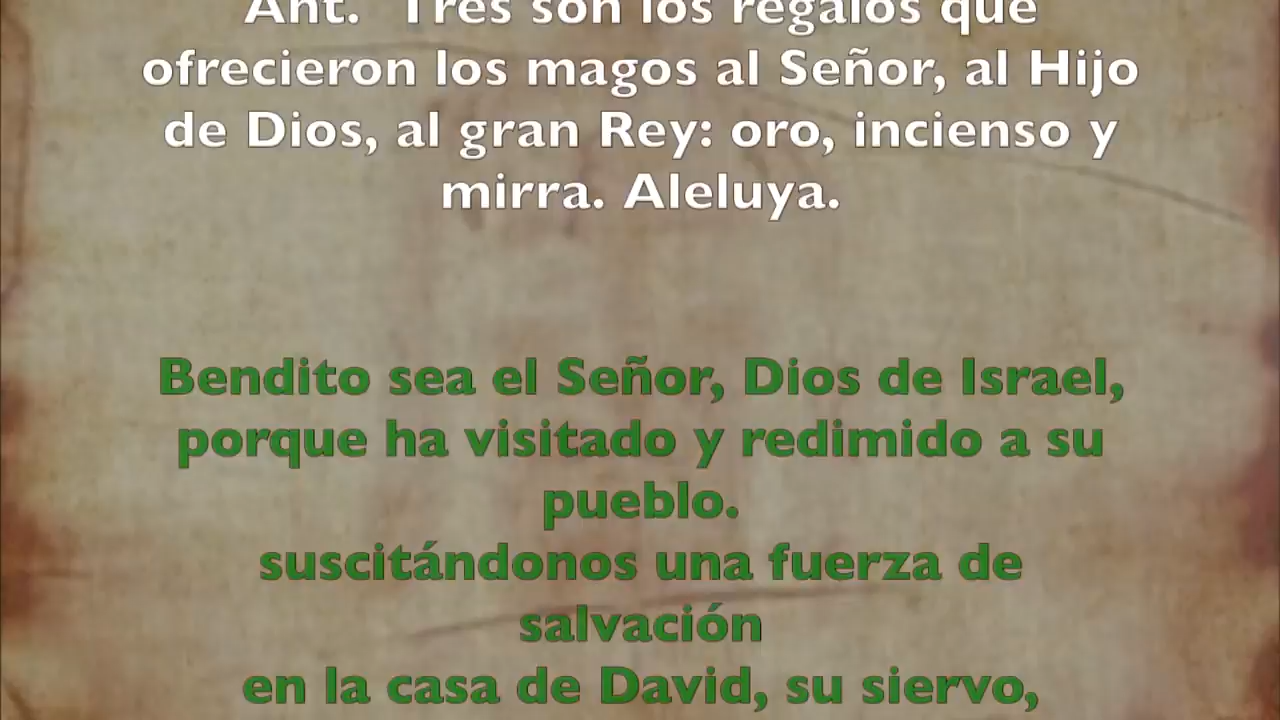 Ant. Tres son los regalos que
ofrecieron los magos al Señor, al Hijo
de Dios, al gran Rey: oro, incienso y
mirra. Aleluya.
Bendito sea el Señor, Dios de Israel,
porque ha visitado y redimido a su
pueblo.
suscitándonos una fuerza de
salvación
en la casa de David, su siervo,